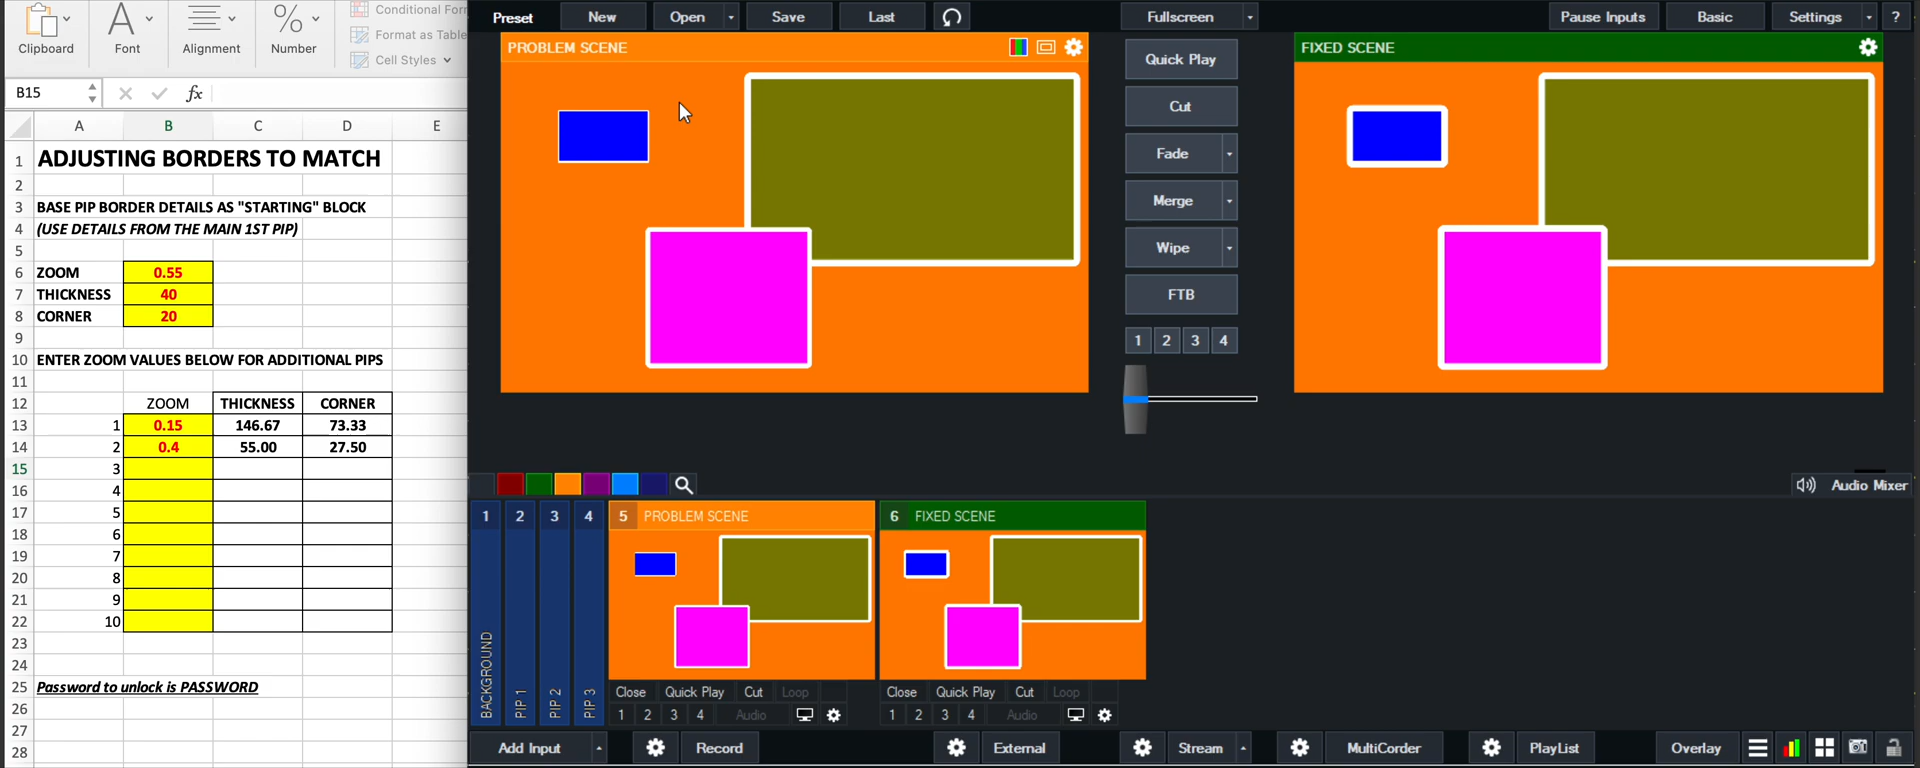 Clipboard
Font
Alignment
Number
Conditional For
Format as Table
Cell Styles
B15
fx
A B C D E
1 ADJUSTING BORDERS TO MATCH
2
3 BASE PIP BORDER DETAILS AS "STARTING" BLOCK
4 (USE DETAILS FROM THE MAIN 1ST PIP)
5
6 ZOOM 0.55
7 THICKNESS 40
8 CORNER 20
9
10 ENTER ZOOM VALUES BELOW FOR ADDITIONAL PIPS
11
12 ZOOM THICKNESS CORNER
13 1 0.15 146.67 73.33
14 2 0.4 55.00 27.50
15 3
16 4
17 5
18 6
19 7
20 8
21 9
22 10
23
24
25 Password to unlock is PASSWORD
26
27
28
Preset New Open Save Last Fullscreen Pause Inputs Basic Settings ?
PROBLEM SCENE
Quick Play
Cut
Fade
Merge
Wipe
FTB
1 2 3 4
FIXED SCENE
Audio Mixer
1 BACKGROUND
2 PIP 1
3 PIP 2
4 PIP 3
5 PROBLEM SCENE
Close Quick Play Cut Loop
1 2 3 4 Audio
6 FIXED SCENE
Close Quick Play Cut Loop
1 2 3 4 Audio
Add Input Record External Stream MultiCorder PlayList Overlay